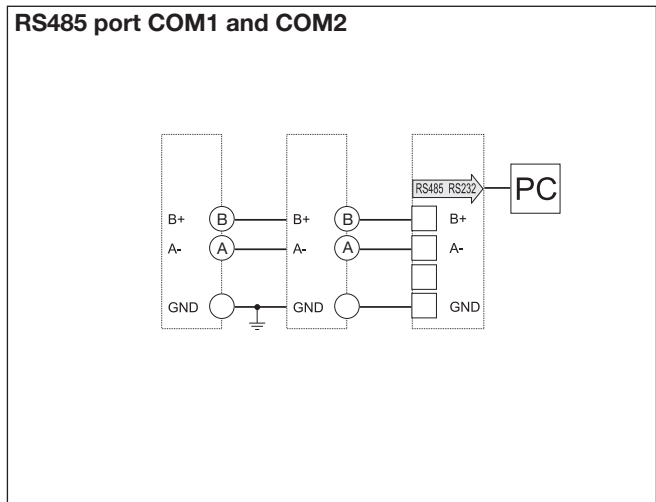 RS485 port COM1 and COM2
RS485 RS232 PC
B+ B B+ B B+
A- A A- A A-
GND GND GND